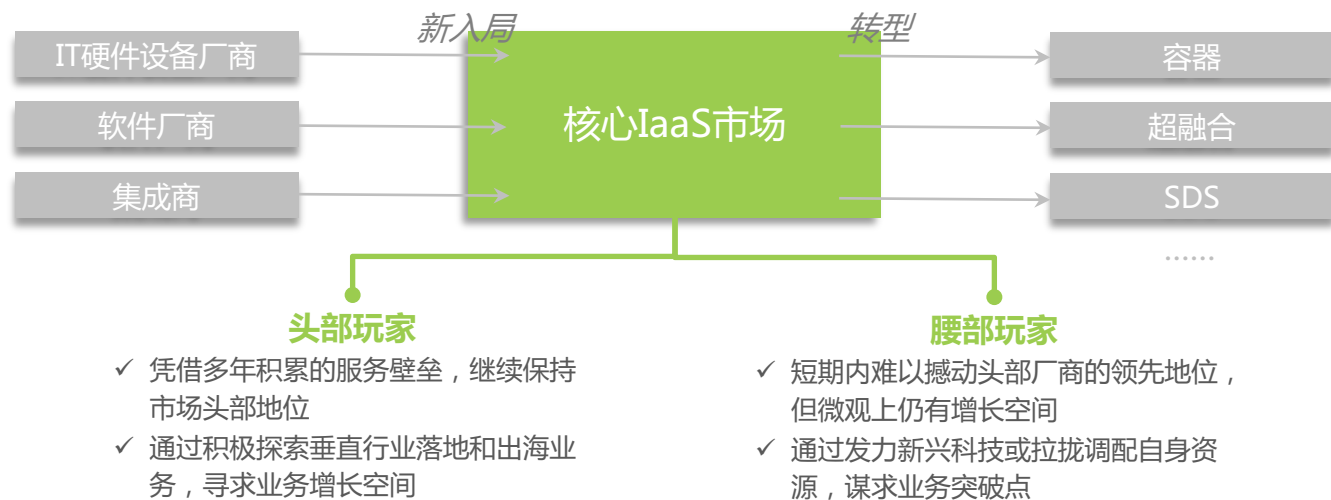 新入局
转型
IT硬件设备厂商
软件厂商
集成商
核心IaaS市场
容器
超融合
SDS
……
头部玩家
✓ 凭借多年积累的服务壁垒，继续保持
市场头部地位
✓ 通过积极探索垂直行业落地和出海业
务，寻求业务增长空间
腰部玩家
✓ 短期内难以撼动头部厂商的领先地位，
但微观上仍有增长空间
✓ 通过发力新兴科技或拉拢调配自身资
源，谋求业务突破点